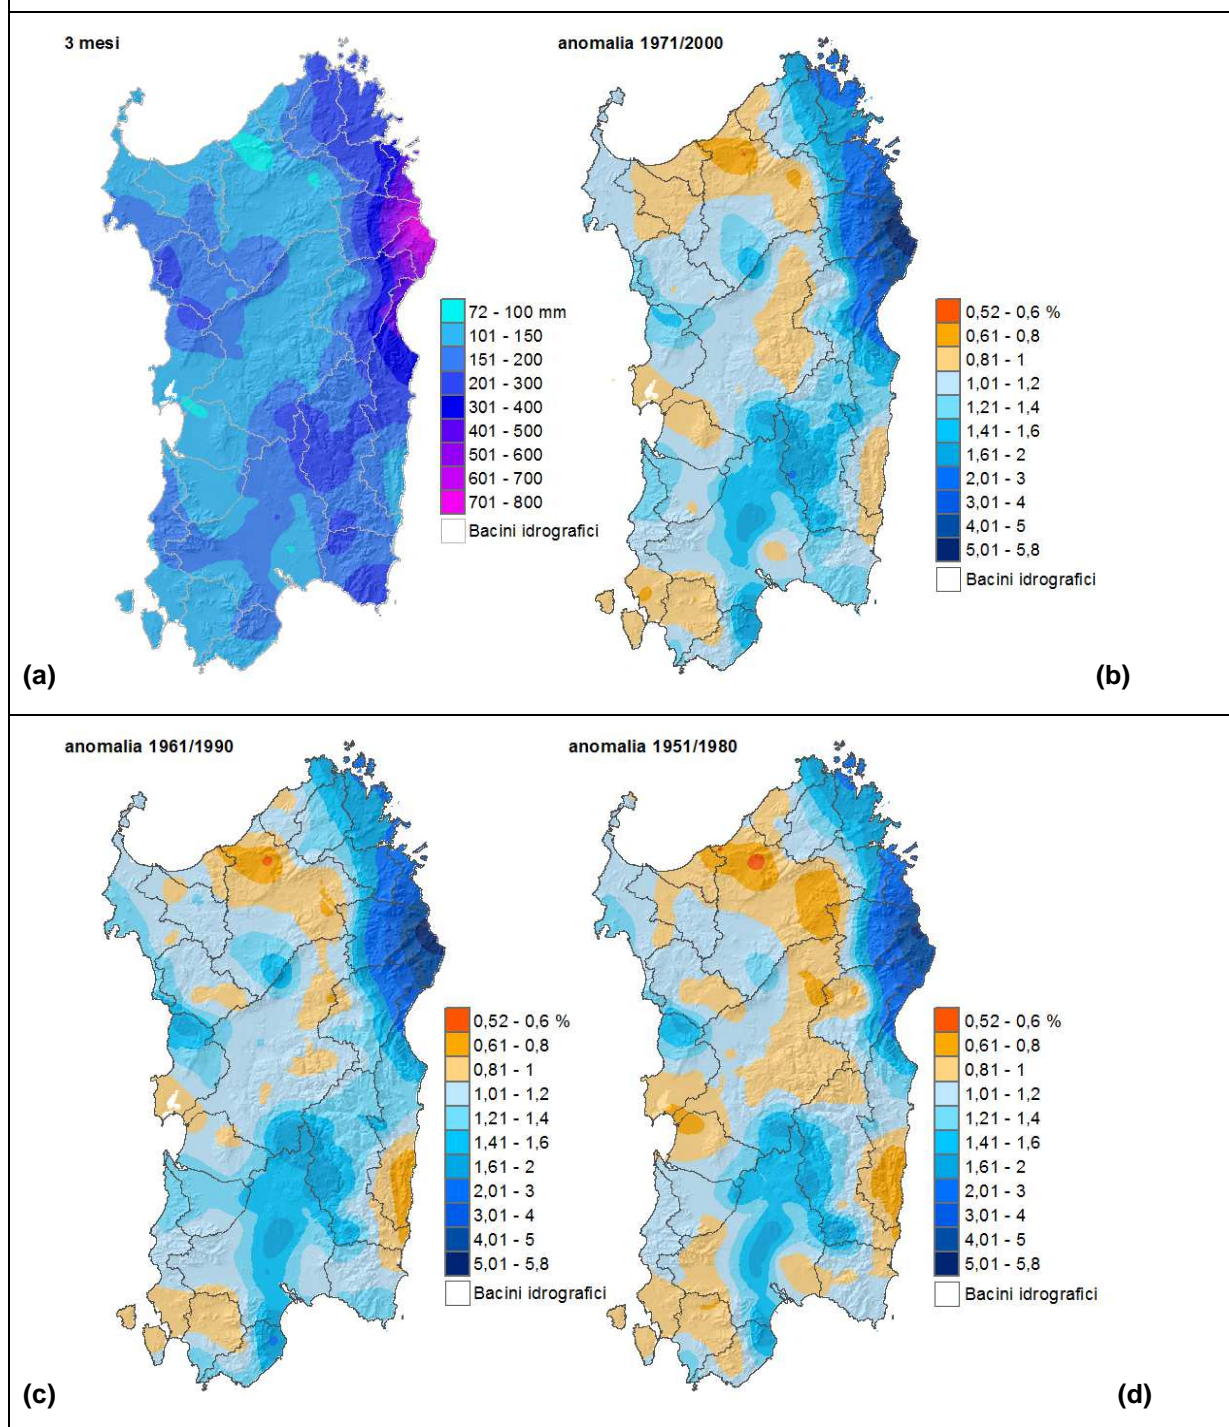 3 mesi
72 - 100 mm
101 - 150
151 - 200
201 - 300
301 - 400
401 - 500
501 - 600
601 - 700
701 - 800
Bacini idrografici
(a)
anomalia 1971/2000
0,52 - 0,6 %
0,61 - 0,8
0,81 - 1
1,01 - 1,2
1,21 - 1,4
1,41 - 1,6
1,61 - 2
2,01 - 3
3,01 - 4
4,01 - 5
5,01 - 5,8
Bacini idrografici
(b)
anomalia 1961/1990
0,52 - 0,6 %
0,61 - 0,8
0,81 - 1
1,01 - 1,2
1,21 - 1,4
1,41 - 1,6
1,61 - 2
2,01 - 3
3,01 - 4
4,01 - 5
5,01 - 5,8
Bacini idrografici
(c)
anomalia 1951/1980
0,52 - 0,6 %
0,61 - 0,8
0,81 - 1
1,01 - 1,2
1,21 - 1,4
1,41 - 1,6
1,61 - 2
2,01 - 3
3,01 - 4
4,01 - 5
5,01 - 5,8
Bacini idrografici
(d)